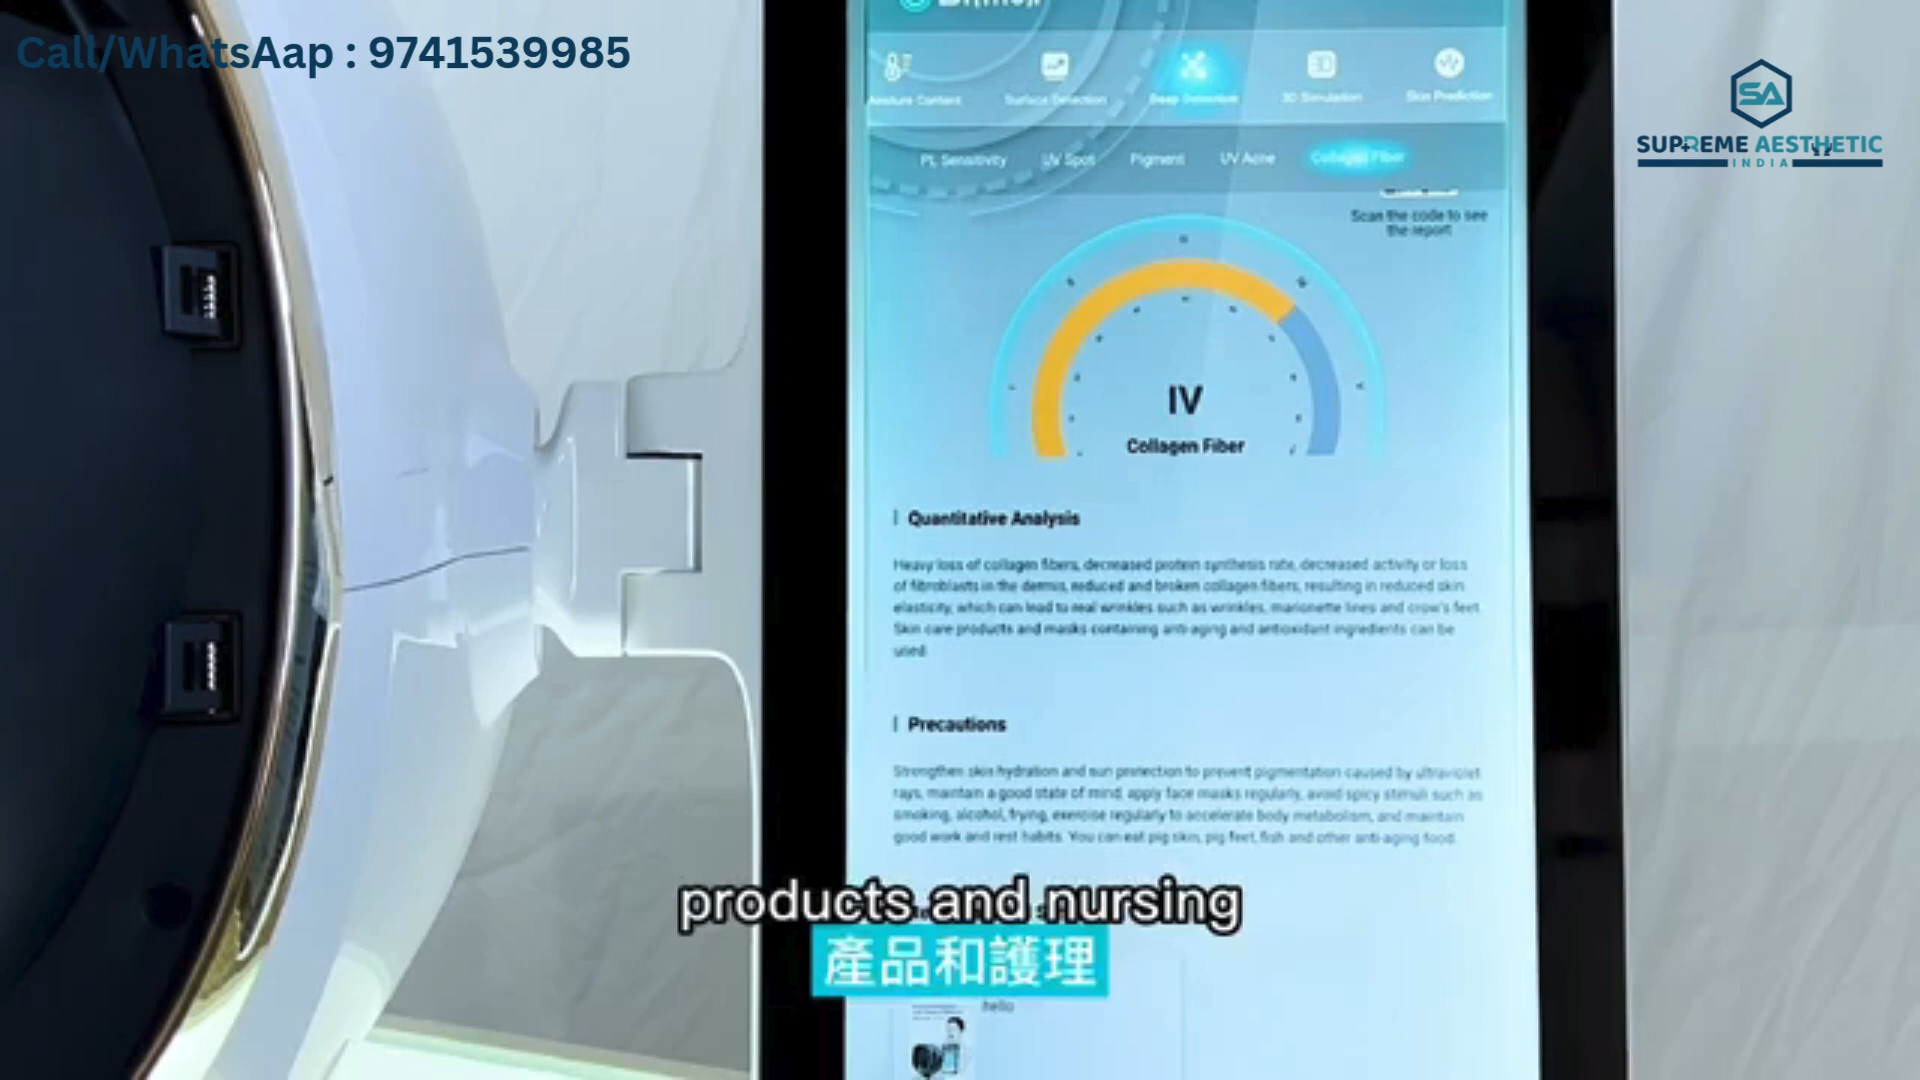 Call/WhatsAap : 9741539985
SA
SUPREME AESTHETIC
INDIA
Surface Detection
Deep Detection
3D Simulation
Skin Prediction
PL Sensitivity
UV Spot
Pigment
UV Acne
Collagen Fiber
Scan the code to see
the report
IV
Collagen Fiber
Quantitative Analysis
Heavy loss of collagen fibers, decreased protein synthesis rate, decreased activity or loss
of fibroblasts in the dermis, reduced and broken collagen fibers, resulting in reduced skin
elasticity, which can lead to real wrinkles such as wrinkles, marionette lines and crow's feet.
Skin care products and masks containing anti-aging and antioxidant ingredients can be
used.
Precautions
Strengthen skin hydration and sun protection to prevent pigmentation caused by ultraviolet
rays, maintain a good state of mind, apply face masks regularly, avoid spicy stimuli such as
smoking, alcohol, frying, exercise regularly to accelerate body metabolism, and maintain
good work and rest habits. You can eat pig skin, pig feet, fish and other anti-aging food.
products and nursing
產品和護理
hello